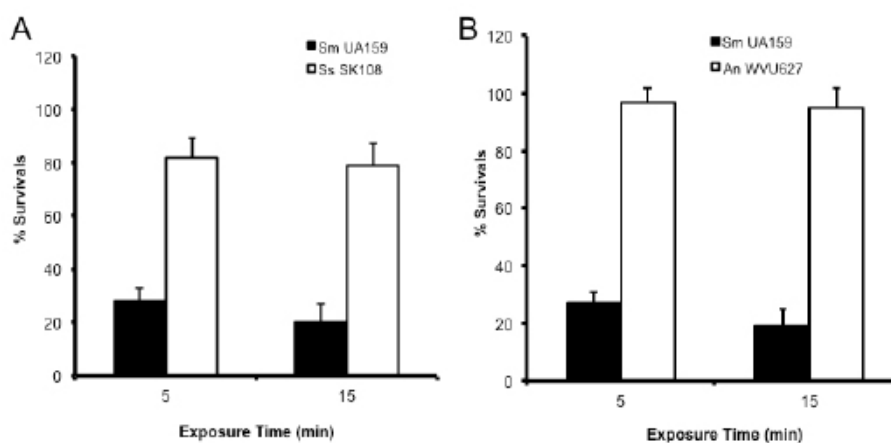 A
120
100
80
60
40
20
0
% Survivals
Sm UA159
Ss SK108
5
15
Exposure Time (min)
B
120
100
80
60
40
20
0
% Survivals
Sm UA159
An WVU627
5
15
Exposure Time (min)